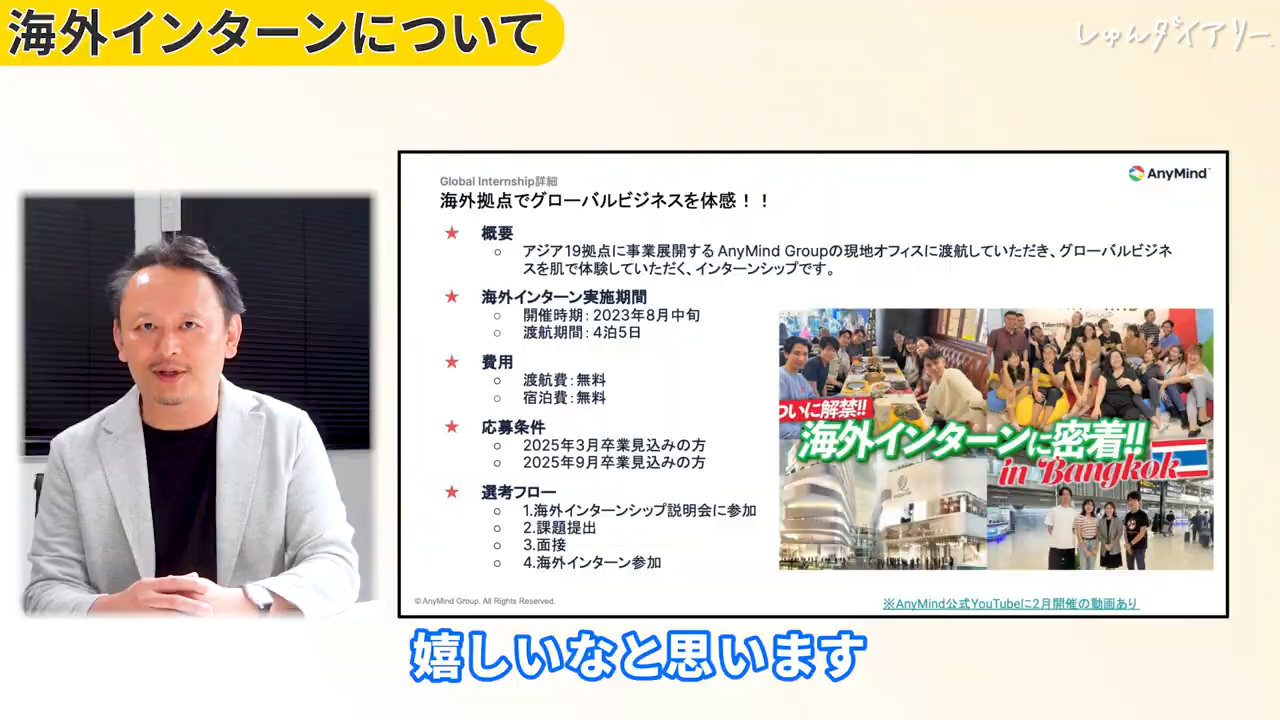 海外インターンについて
しゅんダイアリー
AnyMind
Global Internship詳細
海外拠点でグローバルビジネスを体感！！
★ 概要
○ アジア19拠点に事業展開する AnyMind Groupの現地オフィスに渡航していただき、グローバルビジネ
スを肌で体験していただく、インターンシップです。
★ 海外インターン実施期間
○ 開催時期：2023年8月中旬
○ 渡航期間：4泊5日
★ 費用
○ 渡航費：無料
○ 宿泊費：無料
★ 応募条件
○ 2025年3月卒業見込みの方
○ 2025年9月卒業見込みの方
★ 選考フロー
○ 1.海外インターンシップ説明会に参加
○ 2.課題提出
○ 3.面接
○ 4.海外インターン参加
GROUP
ついに解禁!!
海外インターンに密着!!
in Bangkok
© AnyMind Group. All Rights Reserved.
※AnyMind公式YouTubeに2月開催の動画あり
嬉しいなと思います